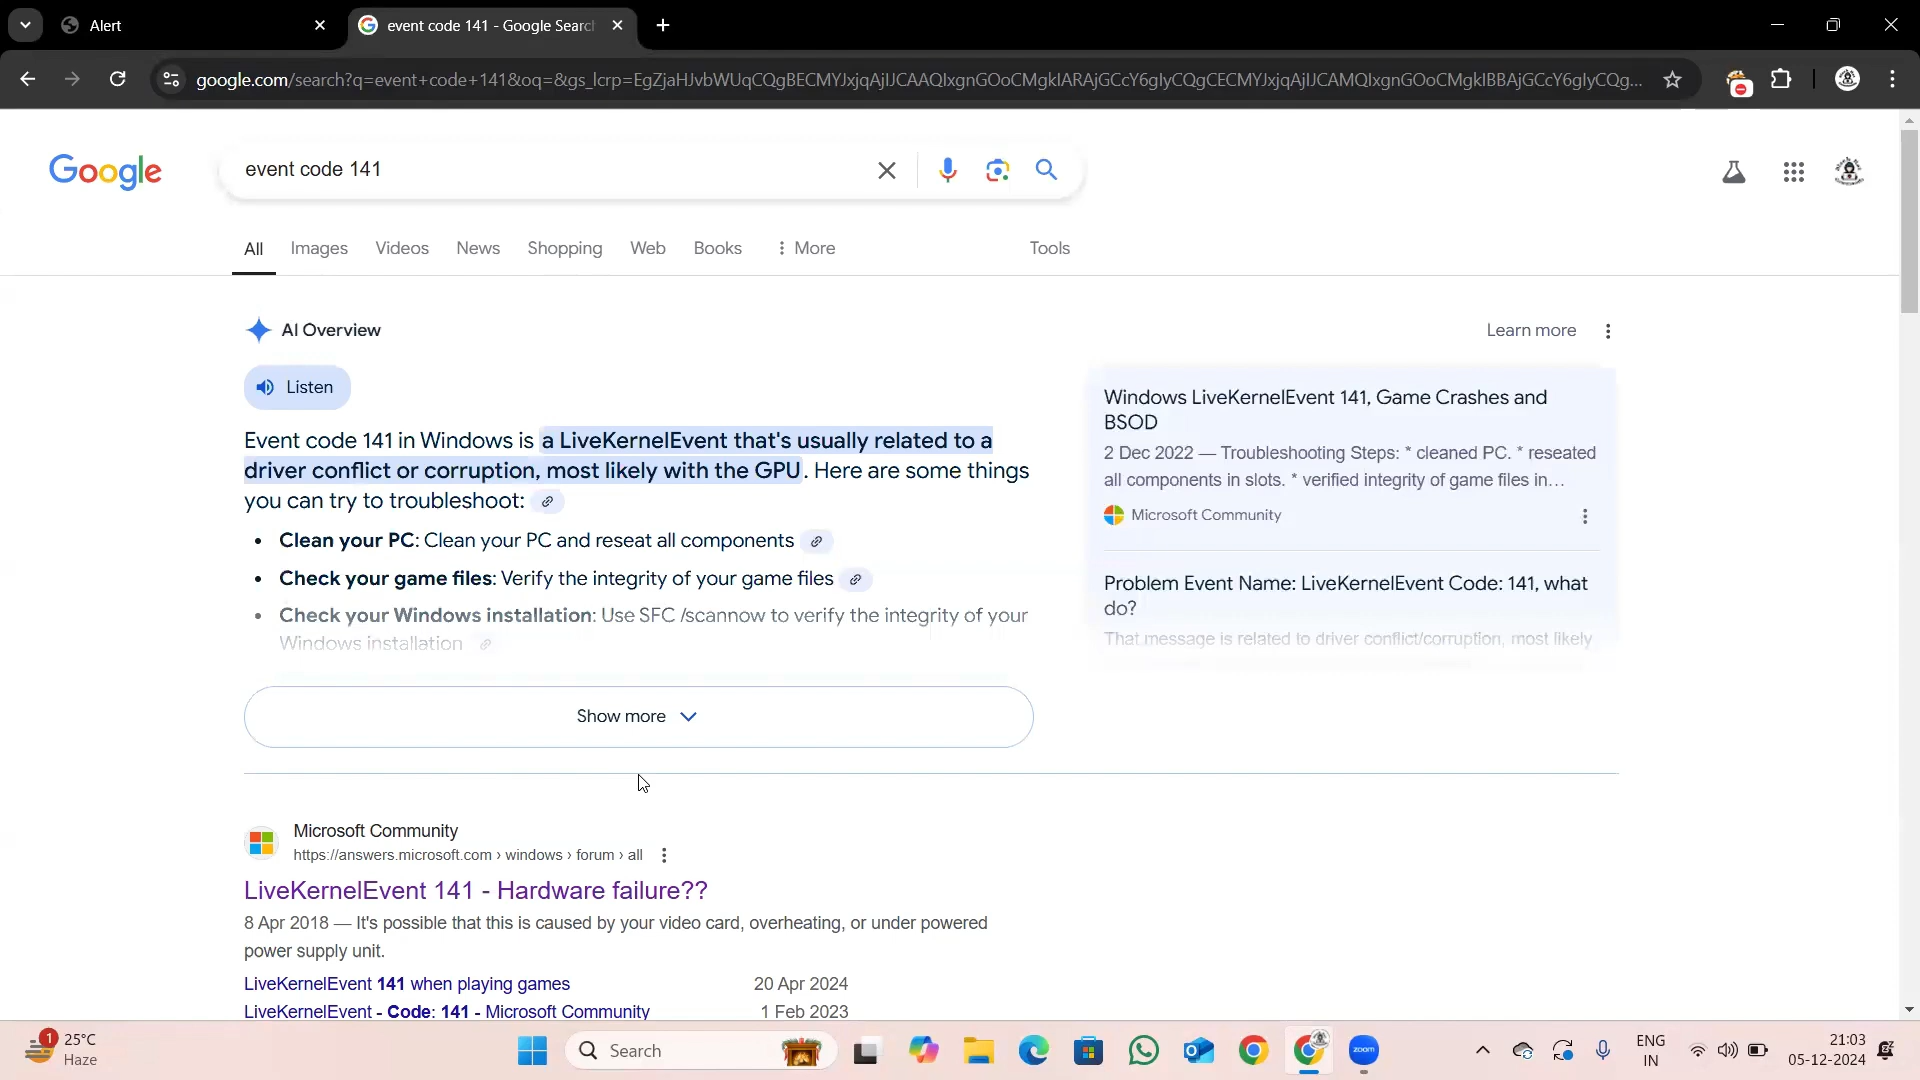 Alert
event code 141 - Google Search
google.com/search?q=event+code+141&oq=&gs_lcrp=EgZjaHJvbWUqCQgBECMYJxjqAjIJCAAQIxgnGOoCMgkIARAjGCcY6gIyCQgCECMYJxjqAjIJCAMQIxgnGOoCMgkIBBAjGCcY6gIyCQg...
Google
event code 141
All Images Videos News Shopping Web Books More Tools
AI Overview
Learn more
Listen
Event code 141 in Windows is a LiveKernelEvent that's usually related to a
driver conflict or corruption, most likely with the GPU. Here are some things
you can try to troubleshoot:
• Clean your PC: Clean your PC and reseat all components
• Check your game files: Verify the integrity of your game files
• Check your Windows installation: Use SFC /scannow to verify the integrity of your
Windows installation
Show more
Windows LiveKernelEvent 141, Game Crashes and
BSOD
2 Dec 2022 — Troubleshooting Steps: * cleaned PC. * reseated
all components in slots. * verified integrity of game files in...
Microsoft Community
Problem Event Name: LiveKernelEvent Code: 141, what
do?
That message is related to driver conflict/corruption, most likely
Microsoft Community
https://answers.microsoft.com › windows › forum › all
LiveKernelEvent 141 - Hardware failure??
8 Apr 2018 — It's possible that this is caused by your video card, overheating, or under powered
power supply unit.
LiveKernelEvent 141 when playing games 20 Apr 2024
LiveKernelEvent - Code: 141 - Microsoft Community 1 Feb 2023
1
25°C
Haze
Search
zoom
ENG
IN
21:03
05-12-2024